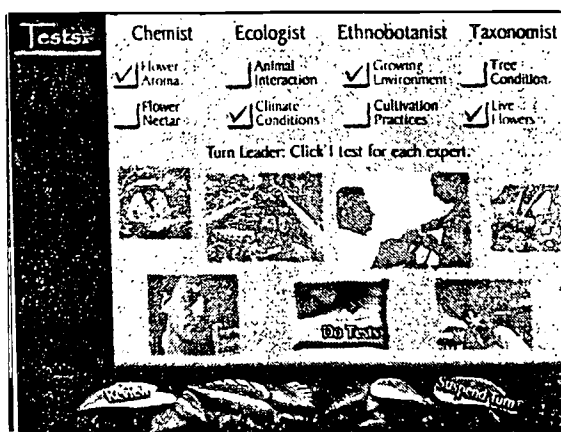 Tests:
Chemist Ecologist Ethnobotanist Taxonomist
Flower Aroma
Animal Interaction
Growing Environment
Tree Condition
Flower Nectar
Climate Conditions
Cultivation Practices
Live Flowers
Turn Leader: Click 1 test for each expert.
Do Tests
Suspend Turn